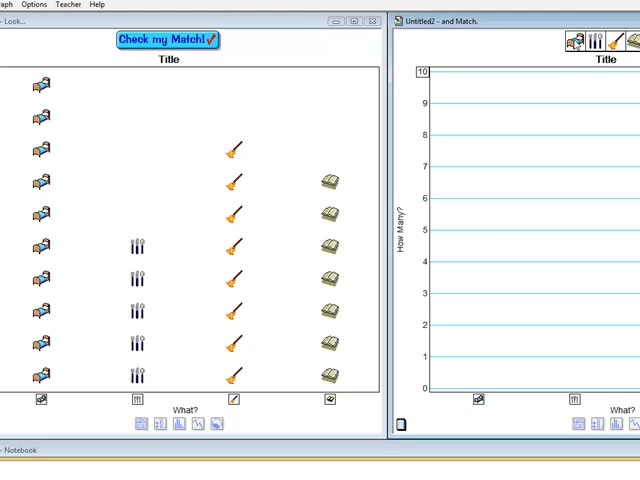 raph Options Teacher Help
- Look...
Untitled2 - and Match.
Check my Match!
Title
Title
10
9
8
7
6
5
4
3
2
1
0
How Many?
What?
What?
- Notebook